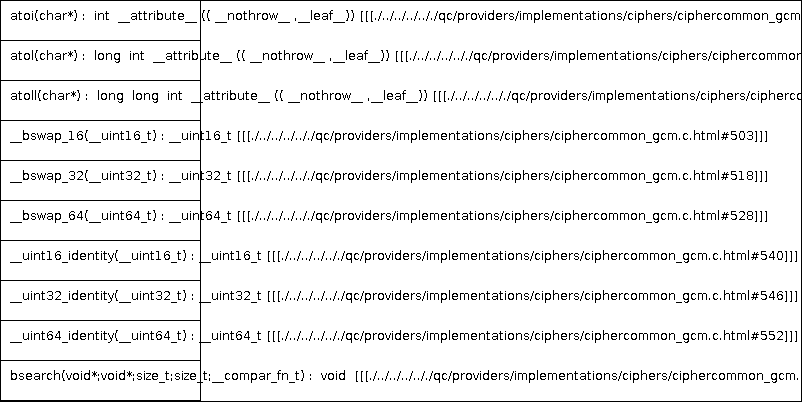 atoi(char*) : int __attribute__ (( __nothrow__ ,__leaf__)) [[[./../../../../../qc/providers/implementations/ciphers/ciphercommon_gcm
atol(char*) : long int __attribute__ (( __nothrow__ ,__leaf__)) [[[./../../../../../qc/providers/implementations/ciphers/ciphercommon
atoll(char*) : long long int __attribute__ (( __nothrow__ ,__leaf__)) [[[./../../../../../qc/providers/implementations/ciphers/cipherco
__bswap_16(__uint16_t) : __uint16_t [[[./../../../../../qc/providers/implementations/ciphers/ciphercommon_gcm.c.html#503]]]
__bswap_32(__uint32_t) : __uint32_t [[[./../../../../../qc/providers/implementations/ciphers/ciphercommon_gcm.c.html#518]]]
__bswap_64(__uint64_t) : __uint64_t [[[./../../../../../qc/providers/implementations/ciphers/ciphercommon_gcm.c.html#528]]]
__uint16_identity(__uint16_t) : __uint16_t [[[./../../../../../qc/providers/implementations/ciphers/ciphercommon_gcm.c.html#540]]]
__uint32_identity(__uint32_t) : __uint32_t [[[./../../../../../qc/providers/implementations/ciphers/ciphercommon_gcm.c.html#546]]]
__uint64_identity(__uint64_t) : __uint64_t [[[./../../../../../qc/providers/implementations/ciphers/ciphercommon_gcm.c.html#552]]]
bsearch(void*;void*;size_t;size_t;__compar_fn_t) : void [[[./../../../../../qc/providers/implementations/ciphers/ciphercommon_gcm.